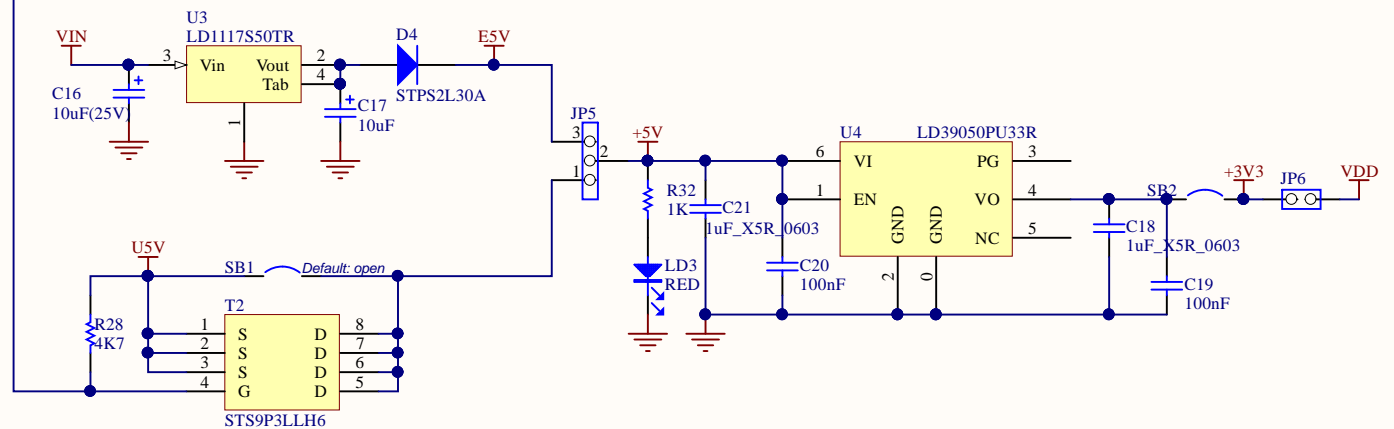 U3
LD1117S50TR
VIN
3
Vin
Vout
2
Tab
4
1
C16
10uF(25V)
C17
10uF
D4
STPS2L30A
E5V
JP5
3
2
1
+5V
R32
1K
C21
1uF_X5R_0603
LD3
RED
C20
100nF
U4
LD39050PU33R
6
VI
PG
3
1
EN
VO
4
GND
GND
NC
5
2
0
SB2
+3V3
JP6
VDD
C18
1uF_X5R_0603
C19
100nF
U5V
SB1
Default: open
R28
4K7
T2
1
S
D
8
2
S
D
7
3
S
D
6
4
G
D
5
STS9P3LLH6